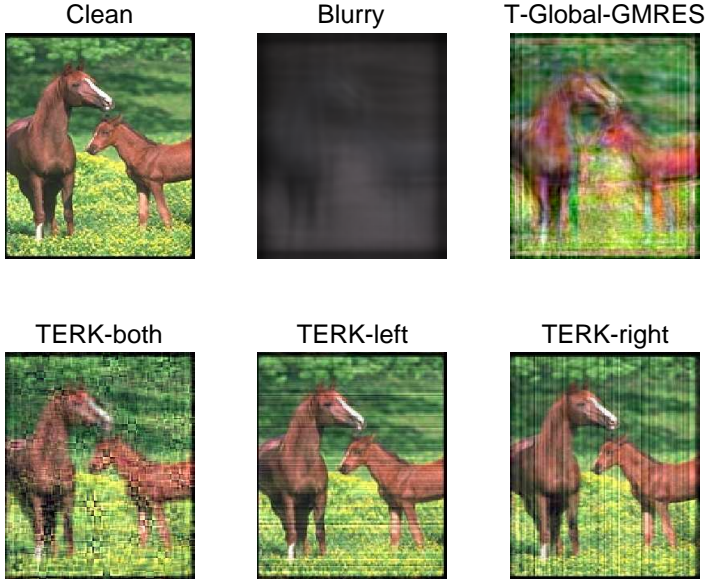 Clean
Blurry
T-Global-GMRES
TERK-both
TERK-left
TERK-right